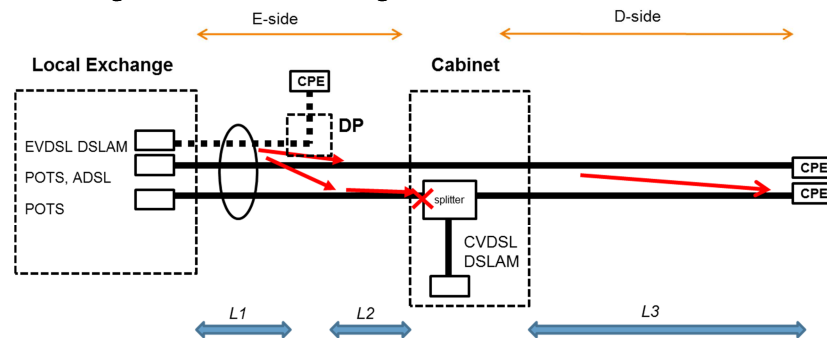 E-side
D-side
Local Exchange
Cabinet
CPE
DP
EVDSL DSLAM
POTS, ADSL
POTS
CPE
CPE
splitter
CVDSL
DSLAM
L1
L2
L3